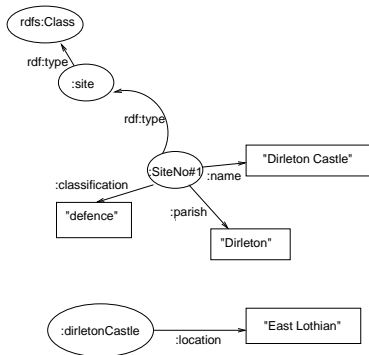 rdfs:Class
rdf:type
:site
rdf:type
:SiteNo#1
"Dirleton Castle"
:name
:classification
"defence"
:parish
"Dirleton"
:dirletonCastle
:location
"East Lothian"